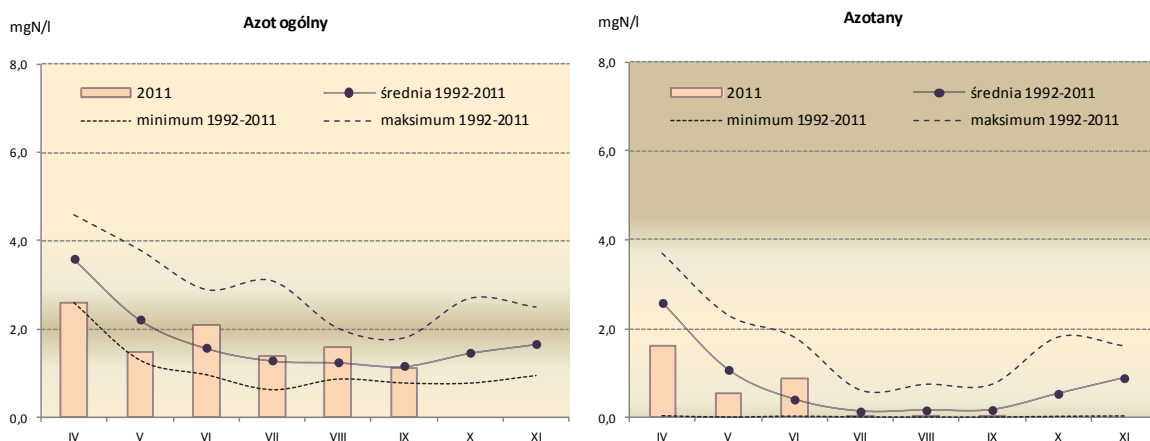 mgN/l
Azot ogólny
8,0
2011
średnia 1992-2011
minimum 1992-2011
maksimum 1992-2011
6,0
4,0
2,0
0,0
IV V VI VII VIII IX X XI
mgN/l
Azotany
8,0
2011
średnia 1992-2011
minimum 1992-2011
maksimum 1992-2011
6,0
4,0
2,0
0,0
IV V VI VII VIII IX X XI